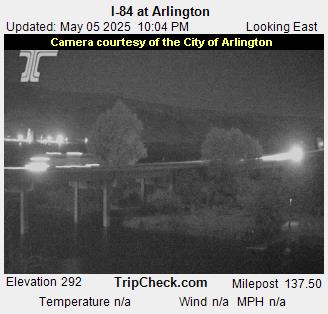 I-84 at Arlington
Updated: May 05 2025 10:04 PM Looking East
Camera courtesy of the City of Arlington
Elevation 292 TripCheck.com Milepost 137.50
Temperature n/a Wind n/a MPH n/a